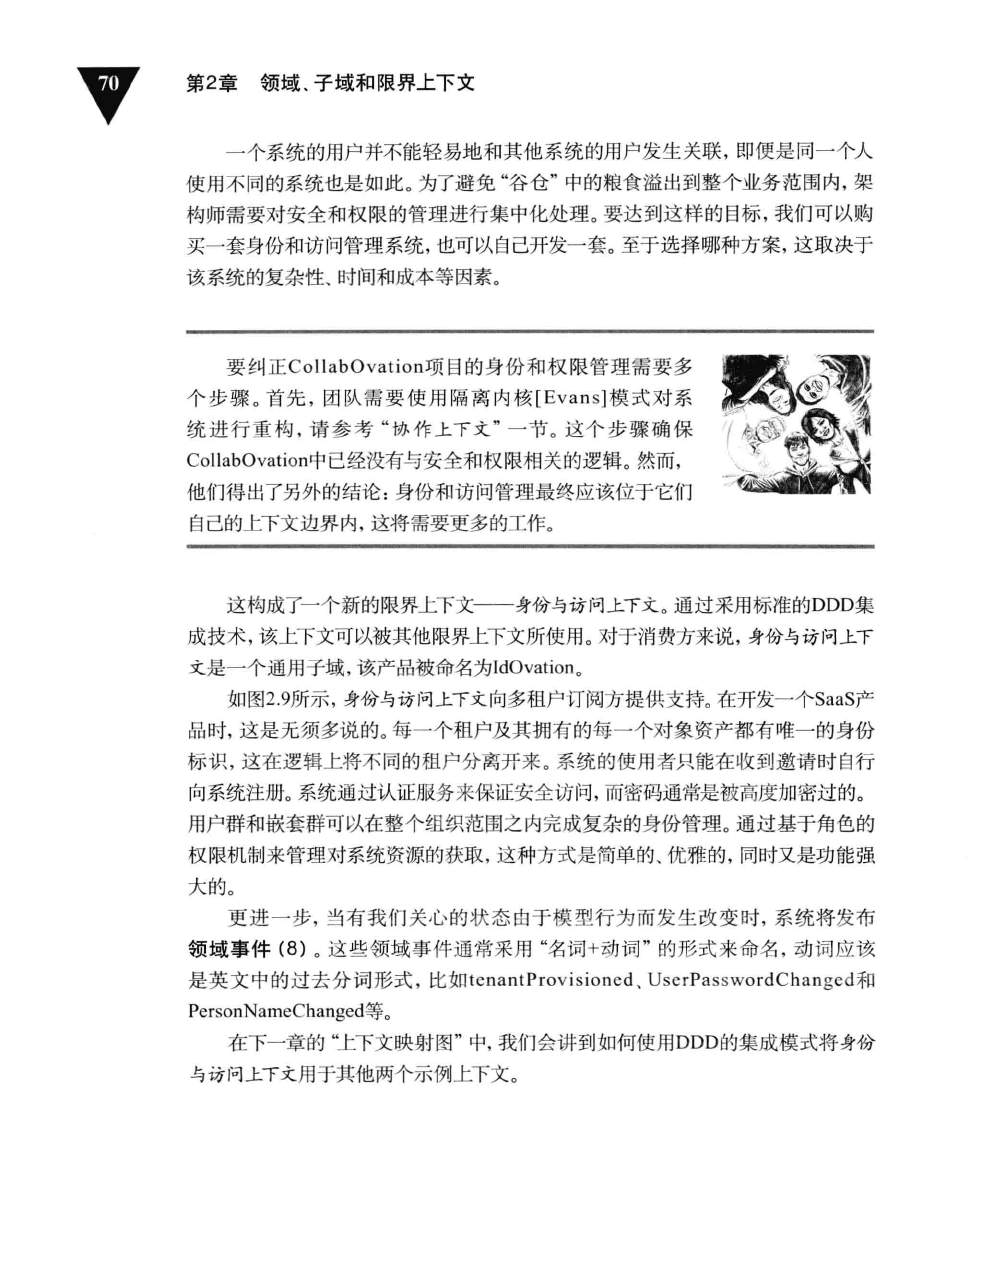 70
第2章 领域、子域和限界上下文
一个系统的用户并不能轻易地和其他系统的用户发生关联, 即便是同一个人
使用不同的系统也是如此。为了避免“谷仓”中的粮食溢出到整个业务范围内, 架
构师需要对安全和权限的管理进行集中化处理。要达到这样的目标, 我们可以购
买一套身份和访问管理系统, 也可以自己开发一套。至于选择哪种方案, 这取决于
该系统的复杂性、时间和成本等因素。
要纠正CollabOvation项目的身份和权限管理需要多
个步骤。首先, 团队需要使用隔离内核[Evans]模式对系
统进行重构, 请参考“协作上下文”一节。这个步骤确保
CollabOvation中已经没有与安全和权限相关的逻辑。然而,
他们得出了另外的结论: 身份和访问管理最终应该位于它们
自己的上下文边界内, 这将需要更多的工作。
这构成了一个新的限界上下文——身份与访问上下文。通过采用标准的DDD集
成技术, 该上下文可以被其他限界上下文所使用。对于消费方来说, 身份与访问上下
文是一个通用子域, 该产品被命名为IdOvation。
如图2.9所示, 身份与访问上下文向多租户订阅方提供支持。在开发一个SaaS产
品时, 这是无须多说的。每一个租户及其拥有的每一个对象资产都有唯一的身份
标识, 这在逻辑上将不同的租户分离开来。系统的使用者只能在收到邀请时自行
向系统注册。系统通过认证服务来保证安全访问, 而密码通常是被高度加密过的。
用户群和嵌套群可以在整个组织范围之内完成复杂的身份管理。通过基于角色的
权限机制来管理对系统资源的获取, 这种方式是简单的、优雅的, 同时又是功能强
大的。
更进一步, 当有我们关心的状态由于模型行为而发生改变时, 系统将发布
领域事件 (8) 。这些领域事件通常采用“名词+动词”的形式来命名, 动词应该
是英文中的过去分词形式, 比如tenantProvisioned、UserPasswordChanged和
PersonNameChanged等。
在下一章的“上下文映射图”中, 我们会讲到如何使用DDD的集成模式将身份
与访问上下文用于其他两个示例上下文。